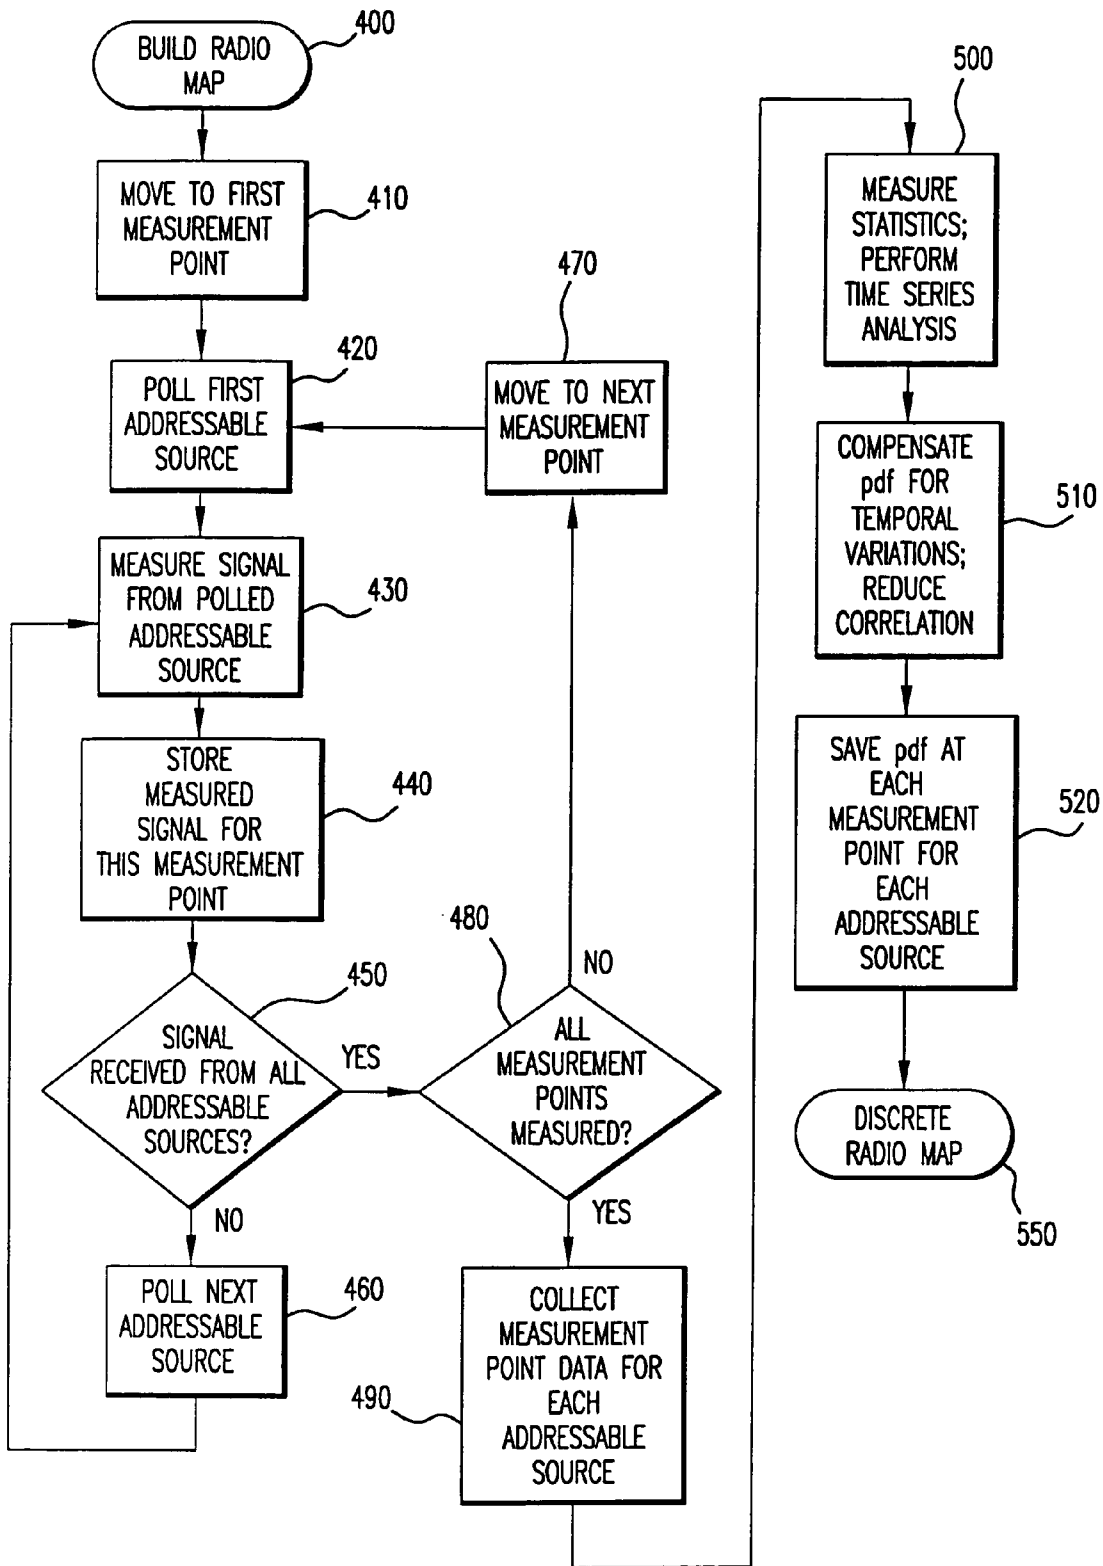 BUILD RADIO
MAP
400
MOVE TO FIRST
MEASUREMENT
POINT
410
POLL FIRST
ADDRESSABLE
SOURCE
420
MEASURE SIGNAL
FROM POLLED
ADDRESSABLE
SOURCE
430
STORE
MEASURED
SIGNAL FOR
THIS MEASUREMENT
POINT
440
SIGNAL
RECEIVED FROM ALL
ADDRESSABLE
SOURCES?
450
YES
NO
POLL NEXT
ADDRESSABLE
SOURCE
460
470
MOVE TO NEXT
MEASUREMENT
POINT
480
NO
ALL
MEASUREMENT
POINTS
MEASURED?
YES
COLLECT
MEASUREMENT
POINT DATA FOR
EACH
ADDRESSABLE
SOURCE
490
500
MEASURE
STATISTICS;
PERFORM
TIME SERIES
ANALYSIS
COMPENSATE
pdf FOR
TEMPORAL
VARIATIONS;
REDUCE
CORRELATION
510
SAVE pdf AT
EACH
MEASUREMENT
POINT FOR
EACH
ADDRESSABLE
SOURCE
520
DISCRETE
RADIO MAP
550